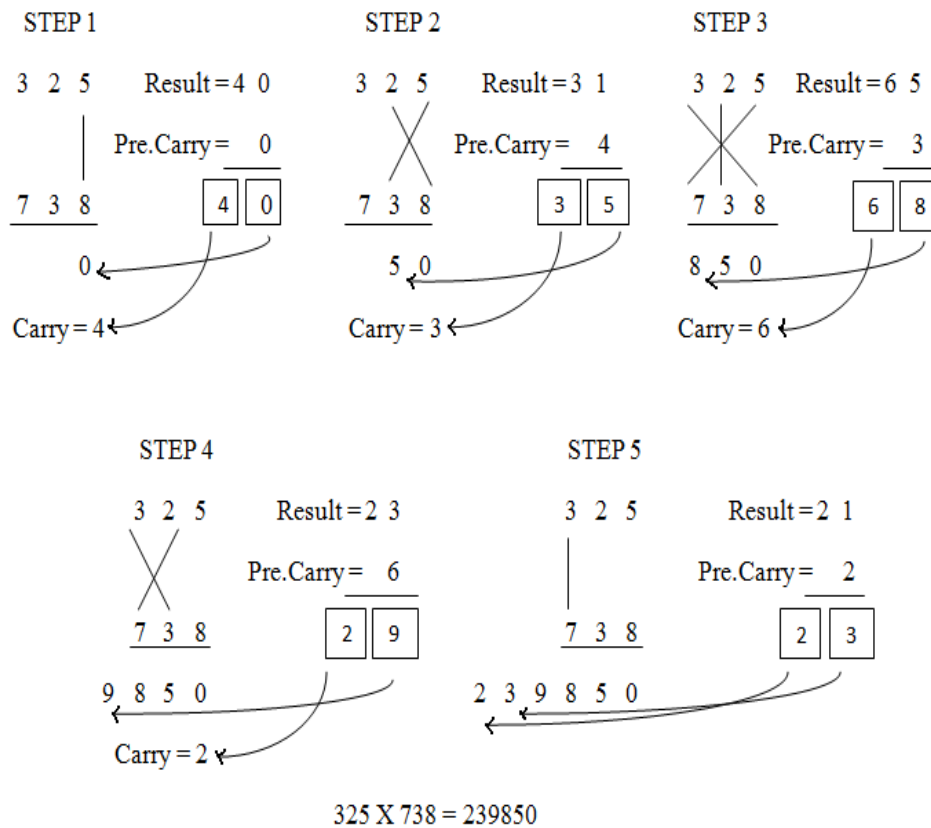 STEP 1
3 2 5 Result = 4 0
Pre.Carry = 0
7 3 8 4 0
0
Carry = 4
STEP 2
3 2 5 Result = 3 1
Pre.Carry = 4
7 3 8 3 5
5 0
Carry = 3
STEP 3
3 2 5 Result = 6 5
Pre.Carry = 3
7 3 8 6 8
8 5 0
Carry = 6
STEP 4
3 2 5 Result = 2 3
Pre.Carry = 6
7 3 8 2 9
9 8 5 0
Carry = 2
STEP 5
3 2 5 Result = 2 1
Pre.Carry = 2
7 3 8 2 3
2 3 9 8 5 0
325 X 738 = 239850